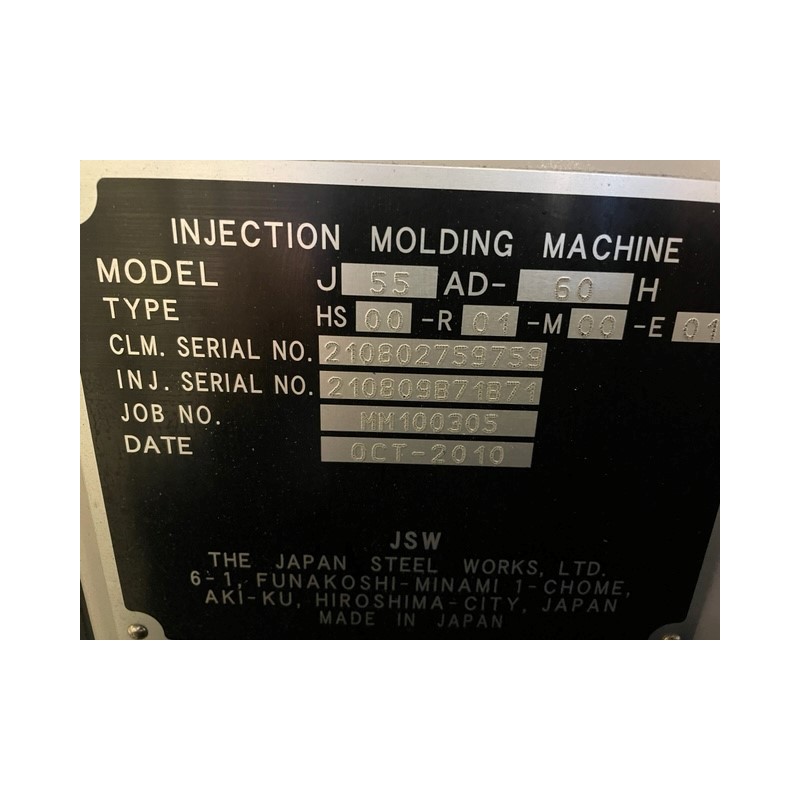 INJECTION MOLDING MACHINE
MODEL J 55 AD- 60 H
TYPE HS 00 -R 01 -M 00 -E 01
CLM. SERIAL NO. 210802759759
INJ. SERIAL NO. 210809871871
JOB NO. MM100305
DATE OCT-2010
JSW
THE JAPAN STEEL WORKS, LTD.
6-1, FUNAKOSHI-MINAMI 1-CHOME,
AKI-KU, HIROSHIMA-CITY, JAPAN
MADE IN JAPAN